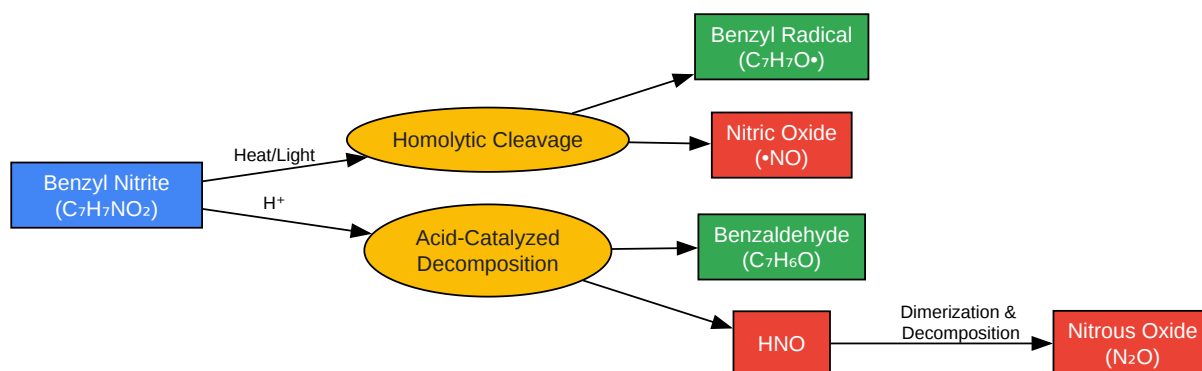 Benzyl Radical
(C₇H₇O•)
Homolytic Cleavage
Nitric Oxide
(•NO)
Heat/Light
Benzyl Nitrite
(C₇H₇NO₂)
H⁺
Acid-Catalyzed
Decomposition
Benzaldehyde
(C₇H₆O)
HNO
Dimerization &
Decomposition
Nitrous Oxide
(N₂O)